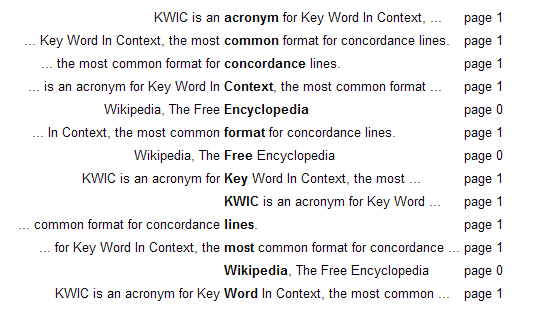 KWIC is an acronym for Key Word In Context, ... page 1
... Key Word In Context, the most common format for concordance lines. page 1
... the most common format for concordance lines. page 1
... is an acronym for Key Word In Context, the most common format ... page 1
Wikipedia, The Free Encyclopedia page 0
... In Context, the most common format for concordance lines. page 1
Wikipedia, The Free Encyclopedia page 0
KWIC is an acronym for Key Word In Context, the most ... page 1
KWIC is an acronym for Key Word ... page 1
... common format for concordance lines. page 1
... for Key Word In Context, the most common format for concordance ... page 1
Wikipedia, The Free Encyclopedia page 0
KWIC is an acronym for Key Word In Context, the most common ... page 1